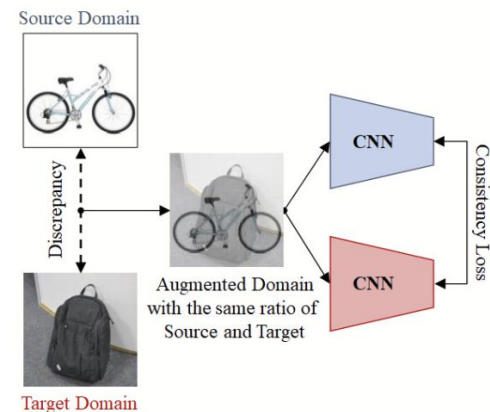 Source Domain
Discrepancy
Target Domain
Augmented Domain
with the same ratio of
Source and Target
CNN
CNN
Consistency Loss